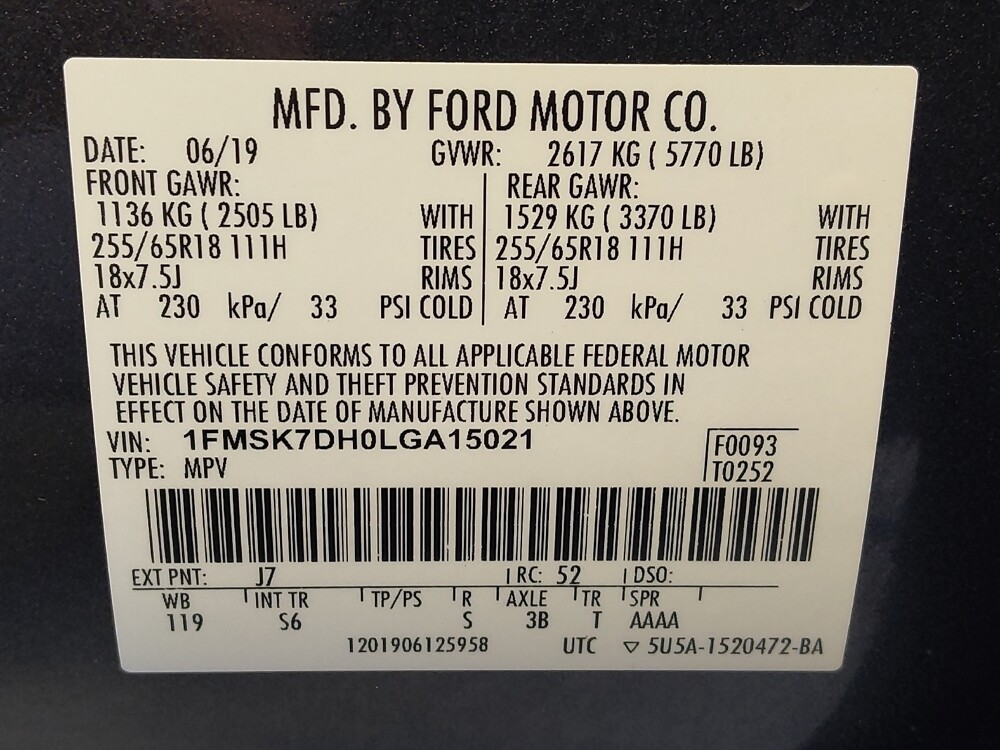 MFD. BY FORD MOTOR CO.
DATE: 06/19 GVWR: 2617 KG ( 5770 LB)
FRONT GAWR: REAR GAWR:
1136 KG ( 2505 LB) WITH 1529 KG ( 3370 LB) WITH
255/65R18 111H TIRES 255/65R18 111H TIRES
18x7.5J RIMS 18x7.5J RIMS
AT 230 kPa/ 33 PSI COLD AT 230 kPa/ 33 PSI COLD
THIS VEHICLE CONFORMS TO ALL APPLICABLE FEDERAL MOTOR
VEHICLE SAFETY AND THEFT PREVENTION STANDARDS IN
EFFECT ON THE DATE OF MANUFACTURE SHOWN ABOVE.
VIN: 1FMSK7DH0LGA15021 F0093
TYPE: MPV T0252
EXT PNT: J7 RC: 52 DSO:
WB INT TR TP/PS R AXLE TR SPR
119 S6 S 3B T AAAA
1201906125958 UTC ▽ 5U5A-1520472-BA